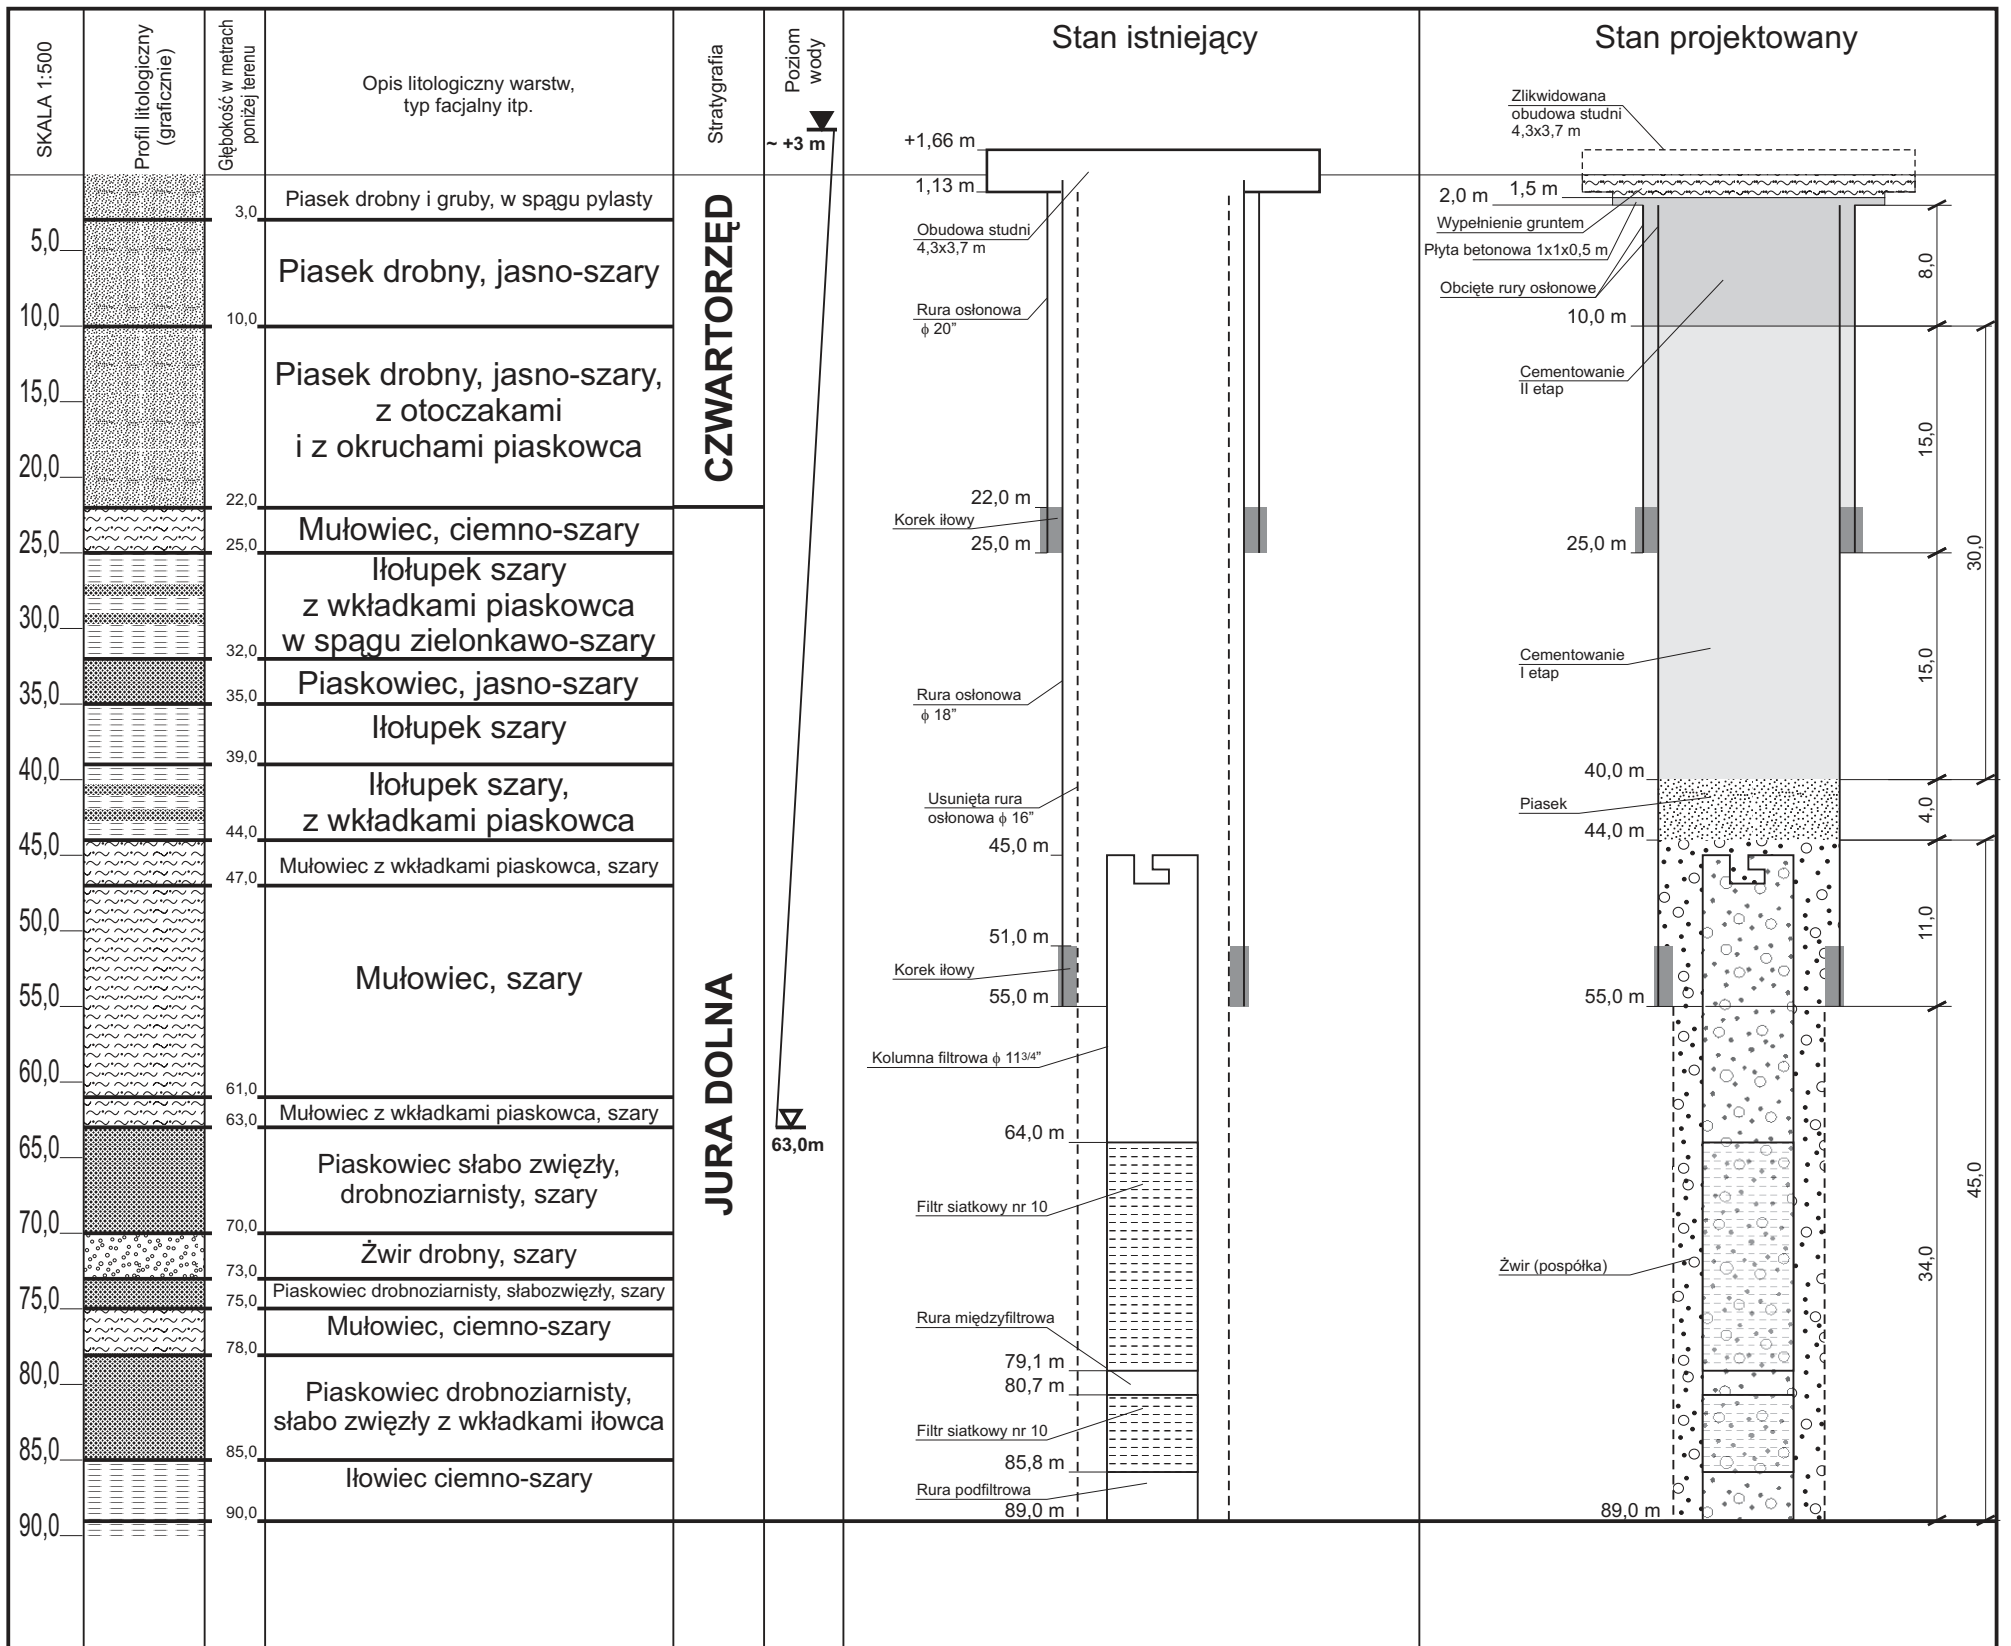 SKALA 1:500
Profil litologiczny
(graficznie)
Głębokość w metrach
poniżej terenu
Opis litologiczny warstw,
typ facjalny itp.
Stratygrafia
Poziom
wody
~ +3 m
63,0m
5,0
10,0
15,0
20,0
25,0
30,0
35,0
40,0
45,0
50,0
55,0
60,0
65,0
70,0
75,0
80,0
85,0
90,0
3,0
10,0
22,0
25,0
32,0
35,0
39,0
44,0
47,0
61,0
63,0
70,0
73,0
75,0
78,0
85,0
90,0
Piasek drobny i gruby, w spągu pylasty
Piasek drobny, jasno-szary
Piasek drobny, jasno-szary,
z otoczakami
i z okruchami piaskowca
Mułowiec, ciemno-szary
Iłołupek szary
z wkładkami piaskowca
w spągu zielonkawo-szary
Piaskowiec, jasno-szary
Iłołupek szary
Iłołupek szary,
z wkładkami piaskowca
Mułowiec z wkładkami piaskowca, szary
Mułowiec, szary
Mułowiec z wkładkami piaskowca, szary
Piaskowiec słabo zwięzły,
drobnoziarnisty, szary
Żwir drobny, szary
Piaskowiec drobnoziarnisty, słabozwięzły, szary
Mułowiec, ciemno-szary
Piaskowiec drobnoziarnisty,
słabo zwięzły z wkładkami iłowca
Iłowiec ciemno-szary
CZWARTORZĘD
JURA DOLNA
Stan istniejący
+1,66 m
1,13 m
Obudowa studni
4,3x3,7 m
Rura osłonowa
ϕ 20"
22,0 m
Korek iłowy
25,0 m
Rura osłonowa
ϕ 18"
Usunięta rura
osłonowa ϕ 16"
45,0 m
51,0 m
Korek iłowy
55,0 m
Kolumna filtrowa ϕ 11 3/4"
64,0 m
Filtr siatkowy nr 10
Rura międzyfiltrowa
79,1 m
80,7 m
Filtr siatkowy nr 10
85,8 m
Rura podfiltrowa
89,0 m
Stan projektowany
Zlikwidowana
obudowa studni
4,3x3,7 m
2,0 m
1,5 m
Wypełnienie gruntem
Płyta betonowa 1x1x0,5 m
Obcięte rury osłonowe
10,0 m
Cementowanie
II etap
25,0 m
Cementowanie
I etap
40,0 m
Piasek
44,0 m
55,0 m
Żwir (pospółka)
89,0 m
8,0
15,0
15,0
4,0
11,0
34,0
30,0
45,0